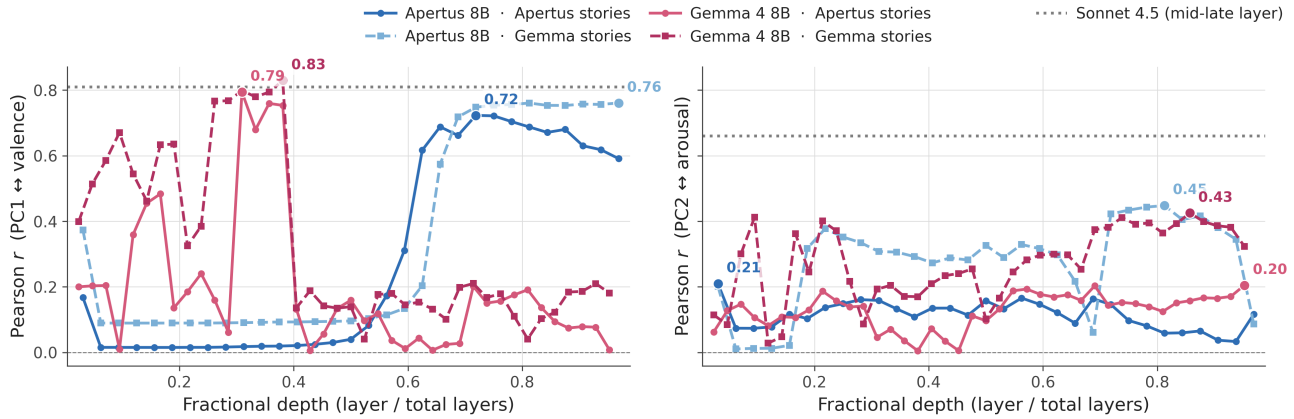 Apertus 8B · Apertus stories
Gemma 4 8B · Apertus stories
Sonnet 4.5 (mid-late layer)
Apertus 8B · Gemma stories
Gemma 4 8B · Gemma stories
Pearson r (PC1 ↔ valence)
0.8
0.6
0.4
0.2
0.0
0.79
0.83
0.72
0.76
0.2
0.4
0.6
0.8
Fractional depth (layer / total layers)
Pearson r (PC2 ↔ arousal)
0.21
0.45
0.43
0.20
0.2
0.4
0.6
0.8
Fractional depth (layer / total layers)